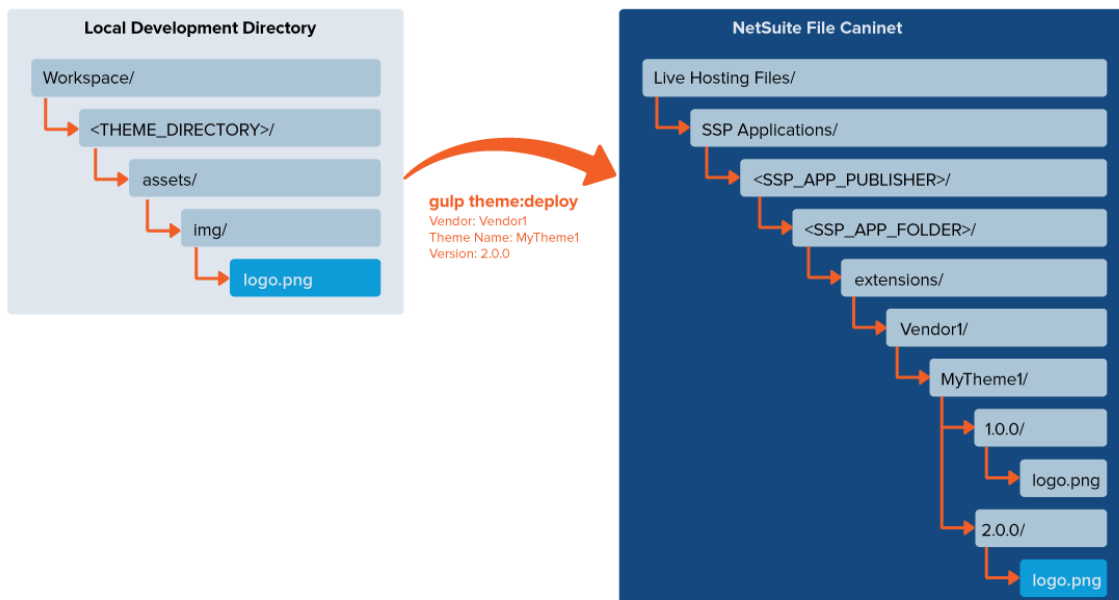 Local Development Directory
Workspace/
<THEME_DIRECTORY>/
assets/
img/
logo.png
gulp theme:deploy
Vendor: Vendor1
Theme Name: MyTheme1
Version: 2.0.0
NetSuite File Caninet
Live Hosting Files/
SSP Applications/
<SSP_APP_PUBLISHER>/
<SSP_APP_FOLDER>/
extensions/
Vendor1/
MyTheme1/
1.0.0/
logo.png
2.0.0/
logo.png